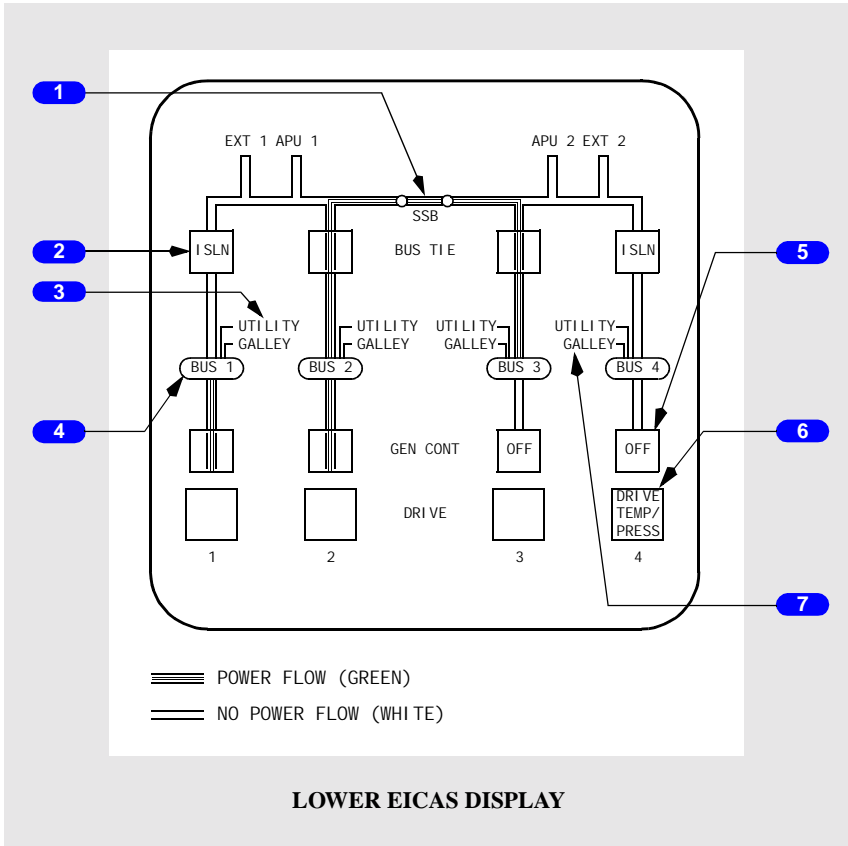 1
EXT 1 APU 1
APU 2 EXT 2
SSB
2
ISLN
BUS TIE
ISLN
5
3
UTILITY
GALLEY
UTILITY
GALLEY
UTILITY
GALLEY
UTILITY
GALLEY
BUS 1
BUS 2
BUS 3
BUS 4
4
GEN CONT
OFF
OFF
6
DRIVE
DRIVE
TEMP/
PRESS
1
2
3
4
7
POWER FLOW (GREEN)
NO POWER FLOW (WHITE)
LOWER EICAS DISPLAY